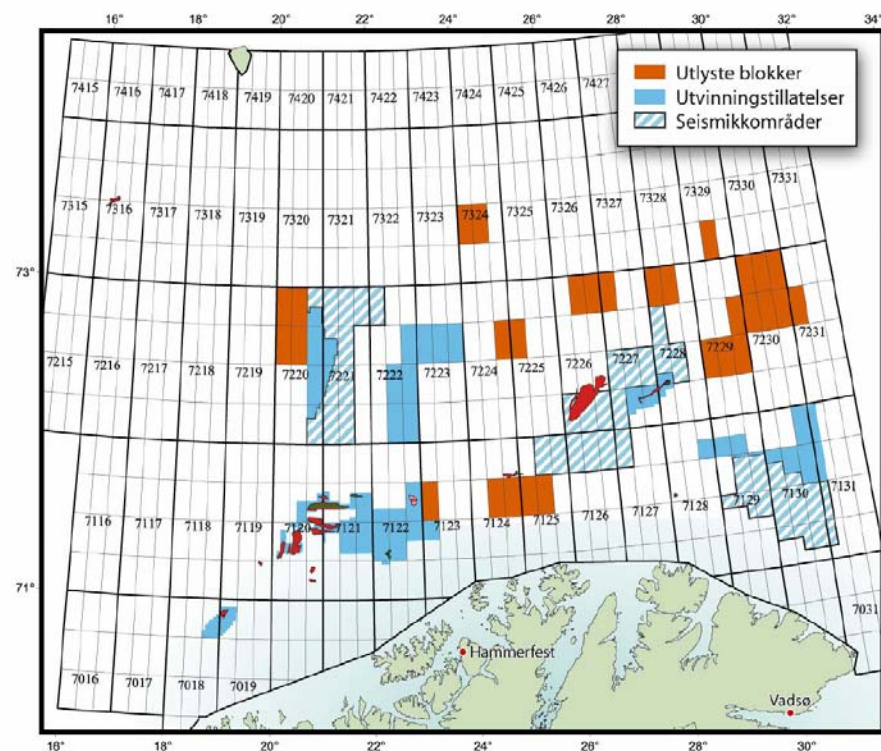 16° 18° 20° 22° 24° 26° 28° 30° 32° 34°
Utlyste blokker
Utvinningstillatelser
Seismikkområder
7415 7416 7417 7418 7419 7420 7421 7422 7423 7424 7425 7426 7427
7315 7316 7317 7318 7319 7320 7321 7322 7323 7324 7325 7326 7327 7328 7329 7330 7331
73°
7215 7216 7217 7218 7219 7220 7221 7222 7223 7224 7225 7226 7227 7228 7229 7230 7231
7116 7117 7118 7119 7120 7121 7122 7123 7124 7125 7126 7127 7128 7129 7130 7131
71°
7016 7017 7018 7019 7031
Hammerfest
Vadsø
16° 18° 20° 22° 24° 26° 28° 30°